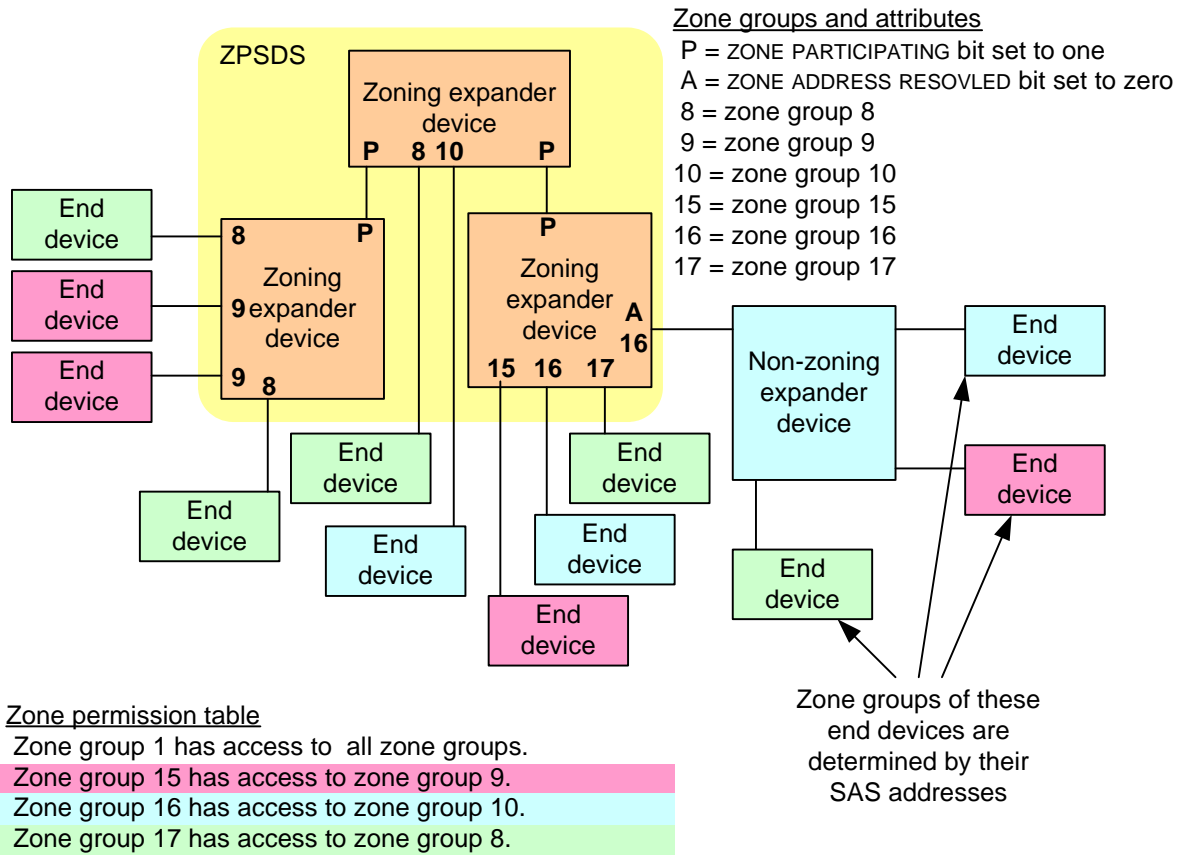 Zone groups and attributes
P = ZONE PARTICIPATING bit set to one
A = ZONE ADDRESS RESOVLED bit set to zero
8 = zone group 8
9 = zone group 9
10 = zone group 10
15 = zone group 15
16 = zone group 16
17 = zone group 17
ZPSDS
Zoning expander
device
P 8 10 P
End
device
End
device
End
device
8 P
9
9 8
Zoning
expander
device
P
Zoning
expander
device
A
16
15 16 17
Non-zoning
expander
device
End
device
End
device
End
device
End
device
End
device
End
device
End
device
End
device
End
device
End
device
Zone groups of these
end devices are
determined by their
SAS addresses
Zone permission table
Zone group 1 has access to all zone groups.
Zone group 15 has access to zone group 9.
Zone group 16 has access to zone group 10.
Zone group 17 has access to zone group 8.